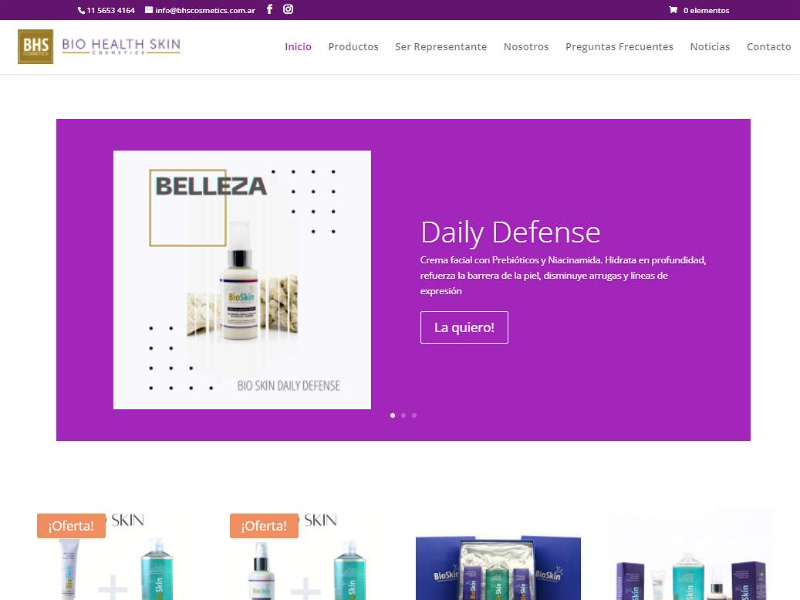 11 5653 4164
info@bhscosmetics.com.ar
0 elementos
BHS
COSMETICS
BIO HEALTH SKIN
COSMETICS
Inicio
Productos
Ser Representante
Nosotros
Preguntas Frecuentes
Noticias
Contacto
BELLEZA
BioSkin
BIO SKIN DAILY DEFENSE
Daily Defense
Crema facial con Prebióticos y Niacinamida. Hidrata en profundidad,
refuerza la barrera de la piel, disminuye arrugas y líneas de
expresión
La quiero!
¡Oferta!
SKIN
¡Oferta!
SKIN
BioSkin
BioSkin